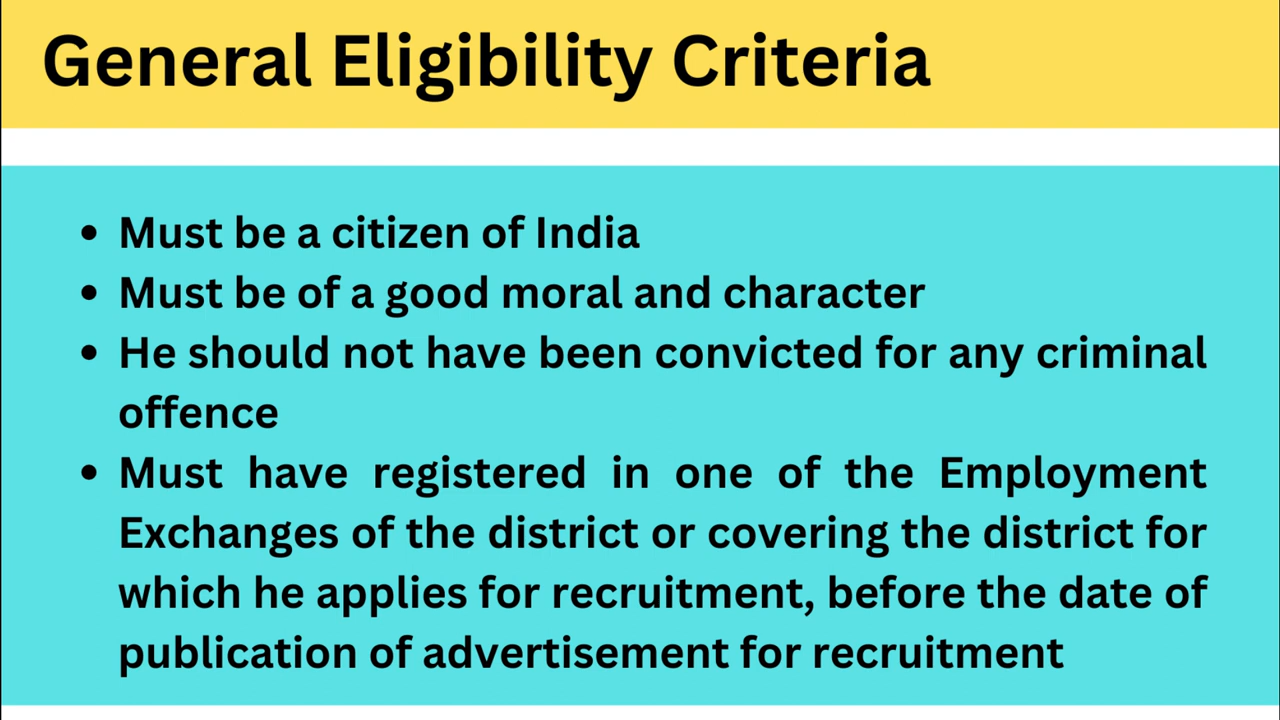 General Eligibility Criteria
• Must be a citizen of India
• Must be of a good moral and character
• He should not have been convicted for any criminal
offence
• Must have registered in one of the Employment
Exchanges of the district or covering the district for
which he applies for recruitment, before the date of
publication of advertisement for recruitment